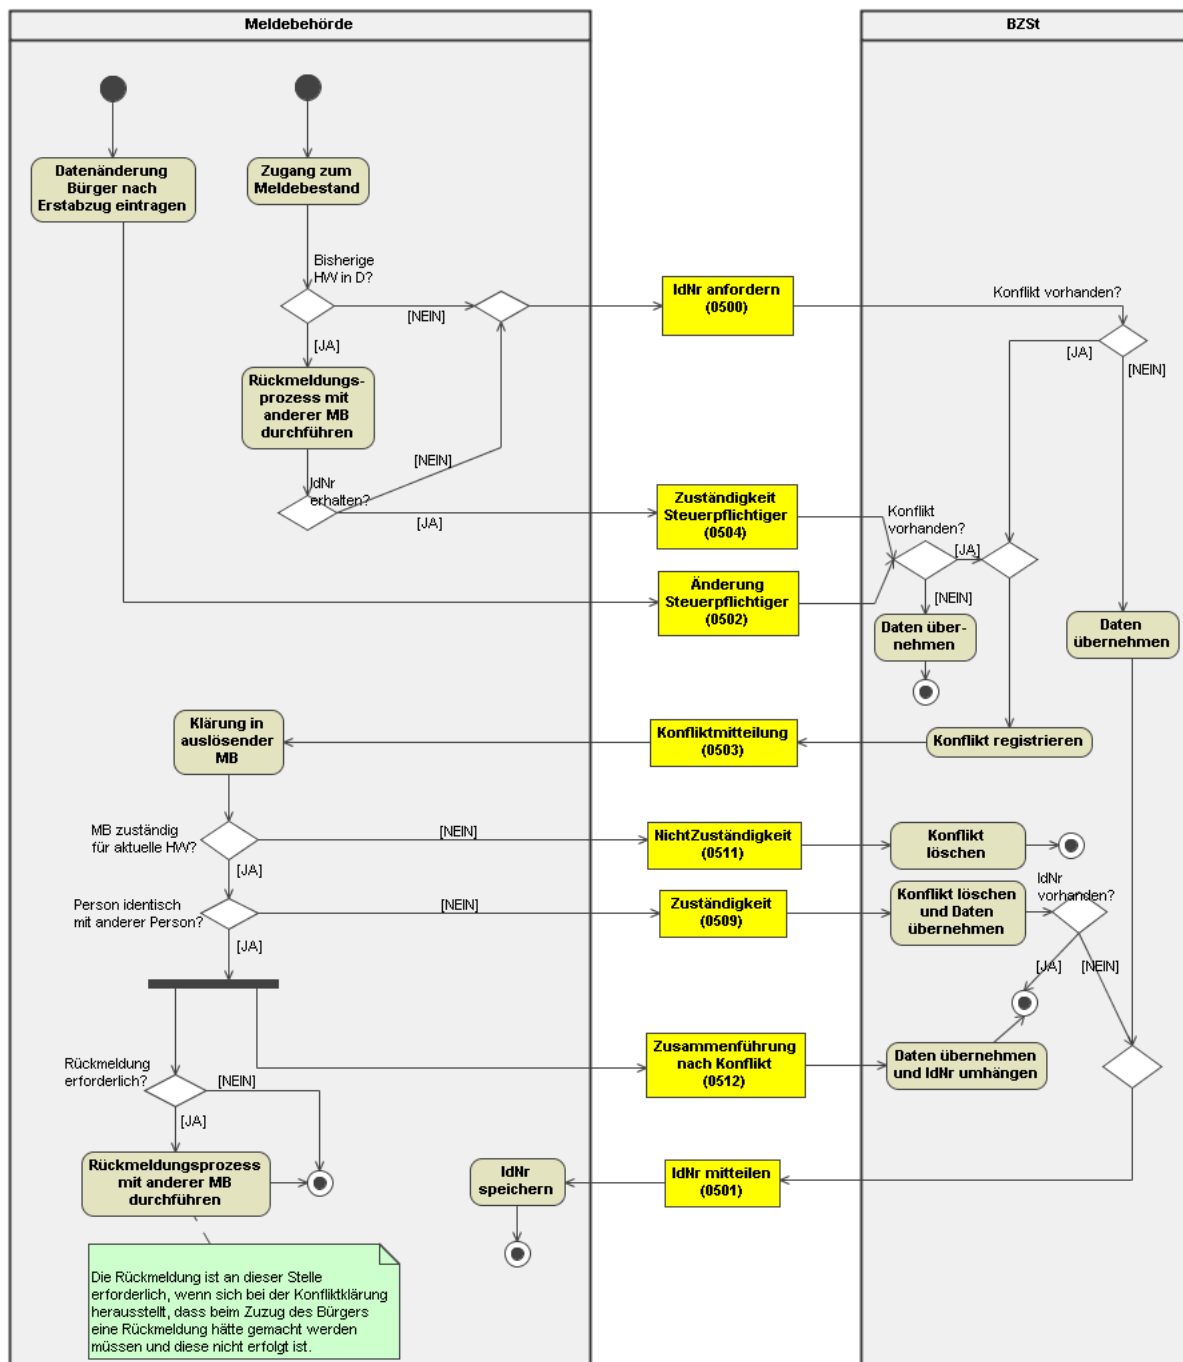 Meldebehörde
BZSt
Datenänderung
Bürger nach
Erstabzug eintragen
Zugang zum
Meldebestand
Bisherige
HW in D?
[NEIN]
[JA]
IdNr anfordern
(0500)
Konflikt vorhanden?
[JA]
[NEIN]
Rückmeldungs-
prozess mit
anderer MB
durchführen
[NEIN]
IdNr
erhalten?
[JA]
Zuständigkeit
Steuerpflichtiger
(0504)
Konflikt
vorhanden?
[JA]
[NEIN]
Änderung
Steuerpflichtiger
(0502)
Daten über-
nehmen
Daten
übernehmen
Klärung in
auslösender
MB
Konfliktmitteilung
(0503)
Konflikt registrieren
MB zuständig
für aktuelle HW?
[NEIN]
[JA]
NichtZuständigkeit
(0511)
Konflikt
löschen
Person identisch
mit anderer Person?
[NEIN]
[JA]
Zuständigkeit
(0509)
Konflikt löschen
und Daten
übernehmen
IdNr
vorhanden?
[JA]
[NEIN]
Rückmeldung
erforderlich?
[NEIN]
[JA]
Zusammenführung
nach Konflikt
(0512)
Daten übernehmen
und IdNr umhängen
Rückmeldungsprozess
mit anderer MB
durchführen
IdNr
speichern
IdNr mitteilen
(0501)
Die Rückmeldung ist an dieser Stelle
erforderlich, wenn sich bei der Konfliktklärung
herausstellt, dass beim Zuzug des Bürgers
eine Rückmeldung hätte gemacht werden
müssen und diese nicht erfolgt ist.